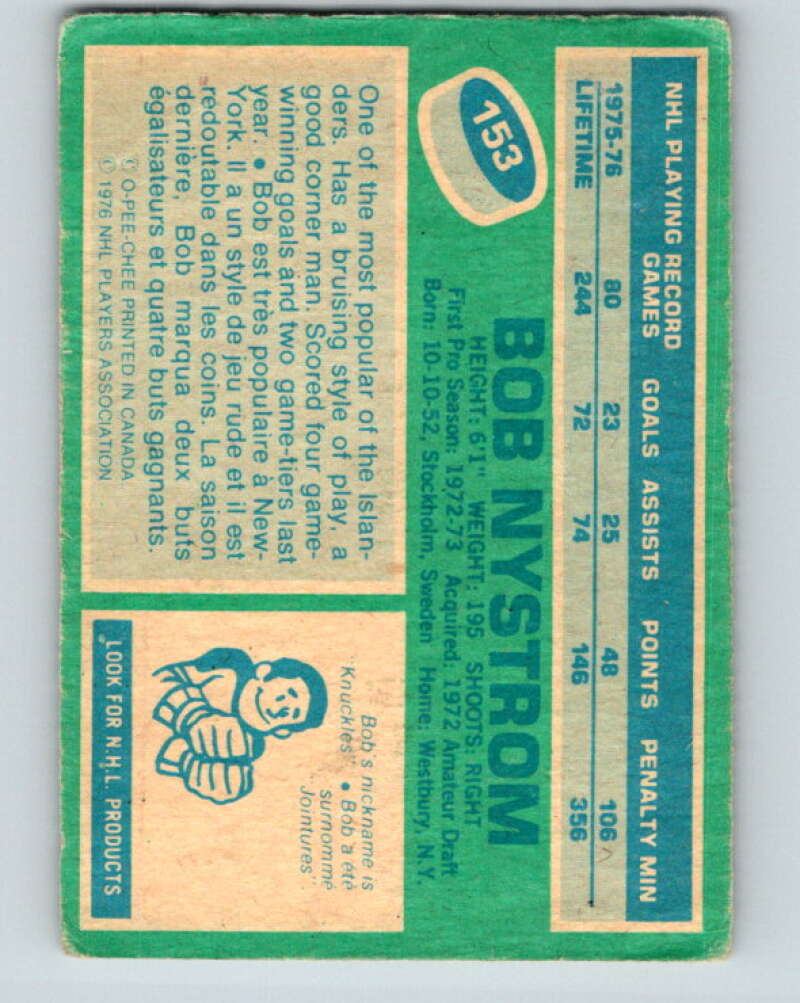 NHL PLAYING RECORD
GAMES GOALS ASSISTS POINTS PENALTY MIN
1975-76 80 23 25 48 106
LIFETIME 244 72 74 146 356
153
BOB NYSTROM
HEIGHT: 6'1" WEIGHT: 195 SHOOTS: RIGHT
First Pro Season: 1972-73 Acquired: 1972 Amateur Draft
Born: 10-10-52, Stockholm, Sweden Home: Westbury, N.Y.
One of the most popular of the Islan-
ders. Has a bruising style of play, a
good corner man. Scored four game-
winning goals and two game-tiers last
year. • Bob est très populaire à New-
York. Il a un style de jeu rude et il est
redoutable dans les coins. La saison
dernière, Bob marqua deux buts
égalisateurs et quatre buts gagnants.
© O-PEE-CHEE PRINTED IN CANADA
© 1976 NHL PLAYERS ASSOCIATION
Bob's nickname is
"Knuckles" • Bob a été
surnommé
"Jointures".
LOOK FOR N.H.L. PRODUCTS